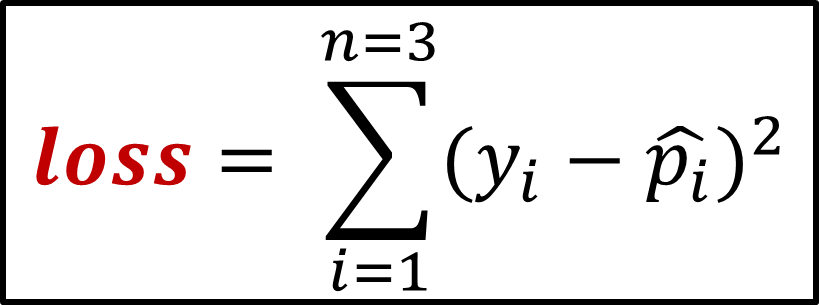 n=3
loss = ∑(yᵢ − p̂ᵢ)²
i=1